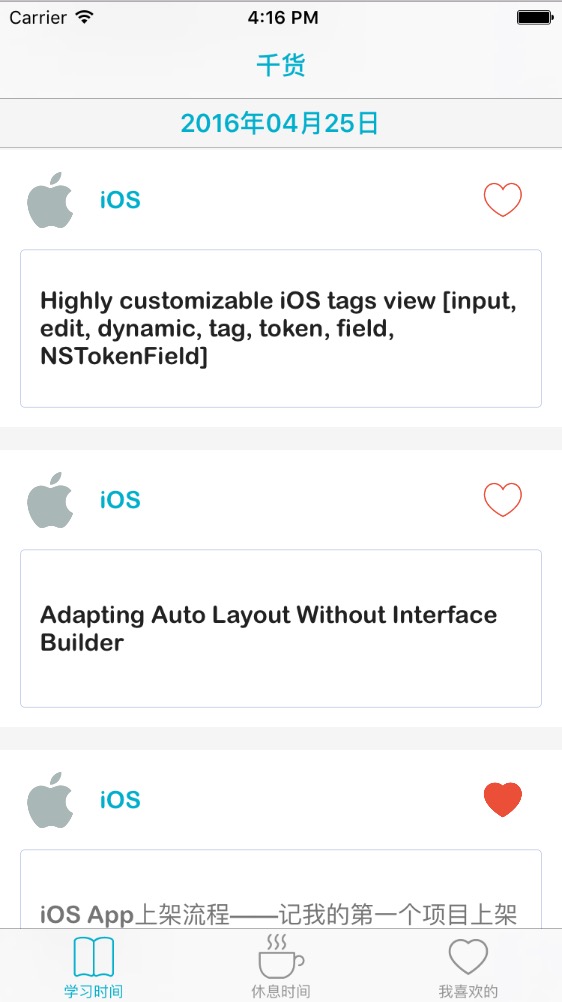 Carrier 4:16 PM
千货
2016年04月25日
iOS
Highly customizable iOS tags view [input,
edit, dynamic, tag, token, field,
NSTokenField]
iOS
Adapting Auto Layout Without Interface
Builder
iOS
iOS App上架流程——记我的第一个项目上架
学习时间 休息时间 我喜欢的